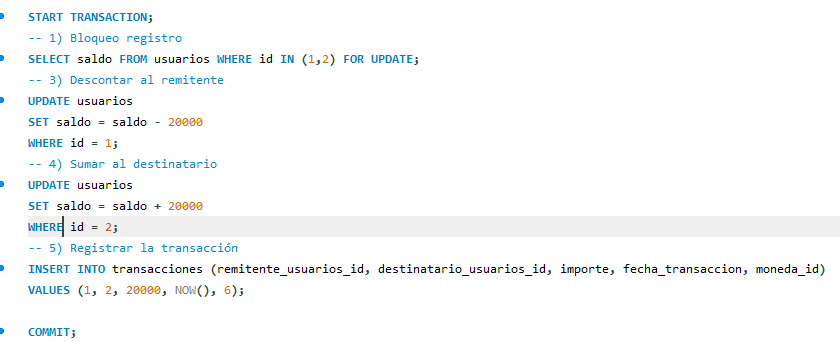 START TRANSACTION;
-- 1) Bloqueo registro
SELECT saldo FROM usuarios WHERE id IN (1,2) FOR UPDATE;
-- 3) Descontar al remitente
UPDATE usuarios
SET saldo = saldo - 20000
WHERE id = 1;
-- 4) Sumar al destinatario
UPDATE usuarios
SET saldo = saldo + 20000
WHERE id = 2;
-- 5) Registrar la transacción
INSERT INTO transacciones (remitente_usuarios_id, destinatario_usuarios_id, importe, fecha_transaccion, moneda_id)
VALUES (1, 2, 20000, NOW(), 6);
COMMIT;